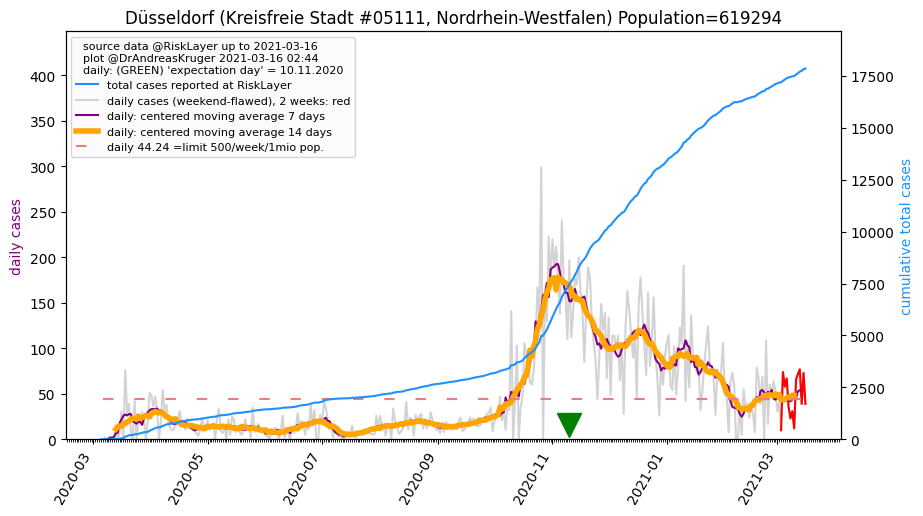 Düsseldorf (Kreisfreie Stadt #05111, Nordrhein-Westfalen) Population=619294
source data @RiskLayer up to 2021-03-16
plot @DrAndreasKruger 2021-03-16 02:44
daily: (GREEN) 'expectation day' = 10.11.2020
total cases reported at RiskLayer
daily cases (weekend-flawed), 2 weeks: red
daily: centered moving average 7 days
daily: centered moving average 14 days
daily 44.24 =limit 500/week/1mio pop.
daily cases
400
350
300
250
200
150
100
50
0
cumulative total cases
17500
15000
12500
10000
7500
5000
2500
0
2020-03
2020-05
2020-07
2020-09
2020-11
2021-01
2021-03